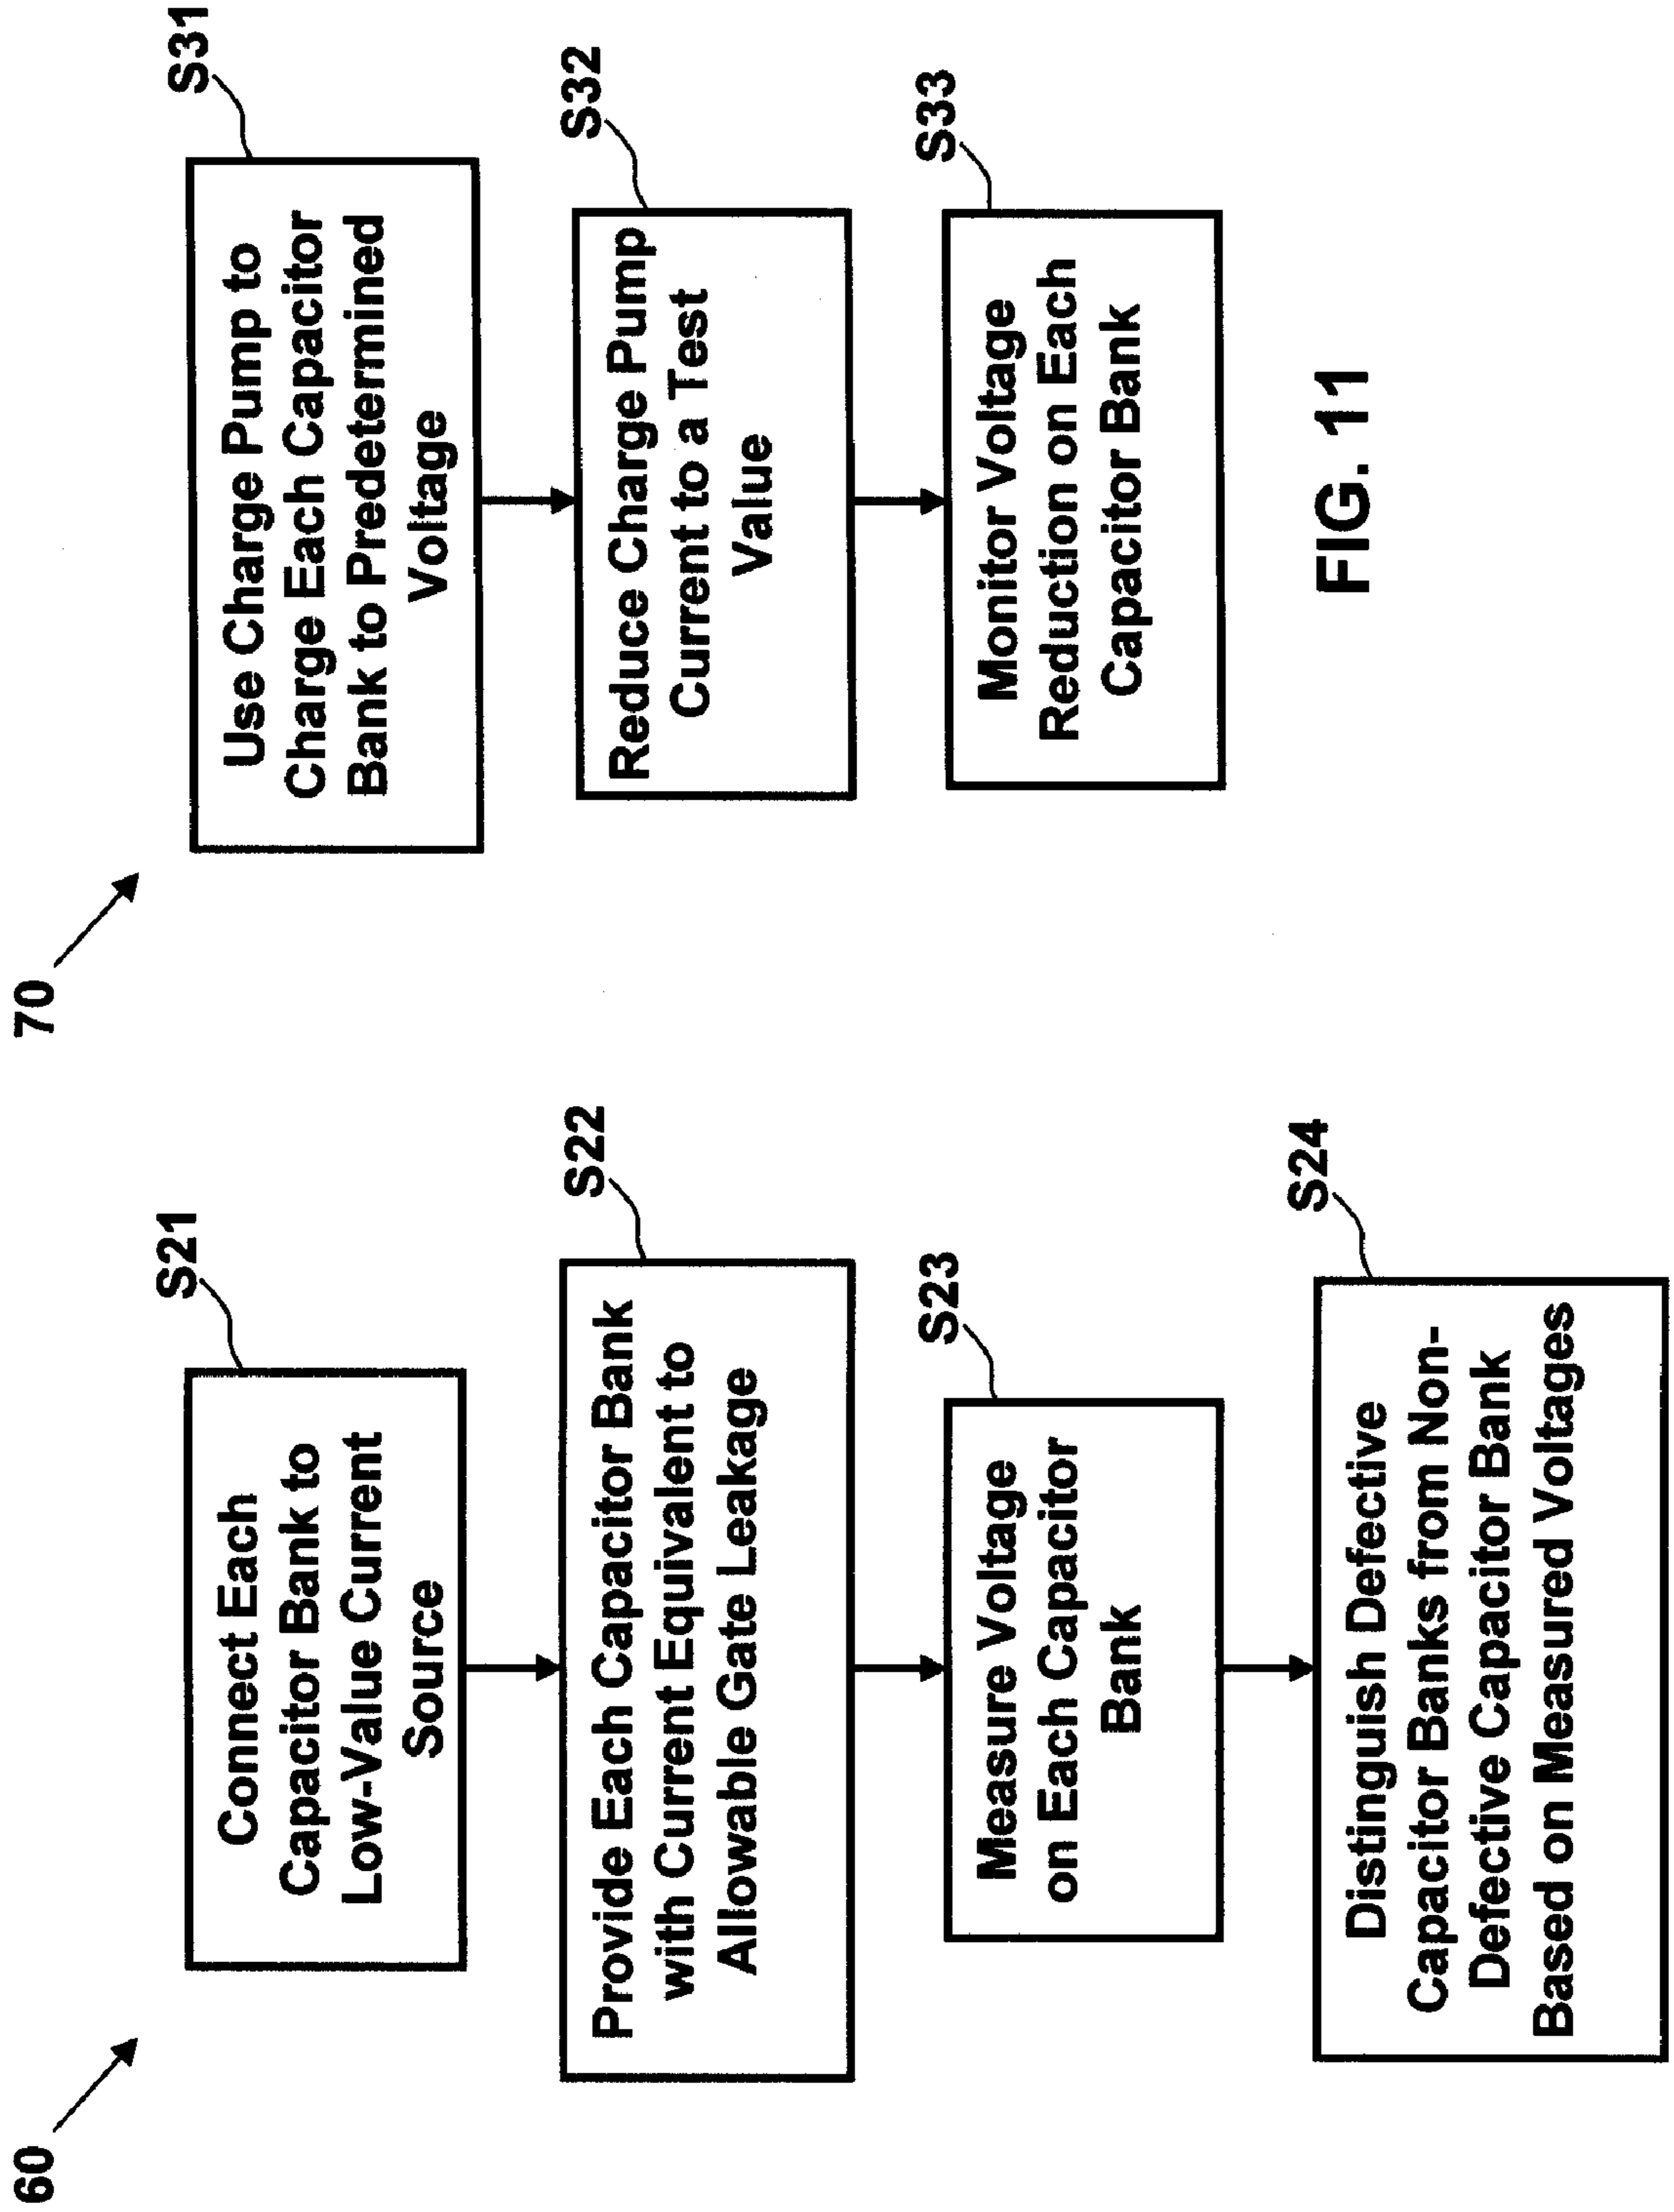 60
S21
Connect Each
Capacitor Bank to
Low-Value Current
Source
S22
Provide Each Capacitor Bank
with Current Equivalent to
Allowable Gate Leakage
S23
Measure Voltage
on Each Capacitor
Bank
S24
Distinguish Defective
Capacitor Banks from Non-
Defective Capacitor Bank
Based on Measured Voltages
70
S31
Use Charge Pump to
Charge Each Capacitor
Bank to Predetermined
Voltage
S32
Reduce Charge Pump
Current to a Test
Value
S33
Monitor Voltage
Reduction on Each
Capacitor Bank
FIG. 11